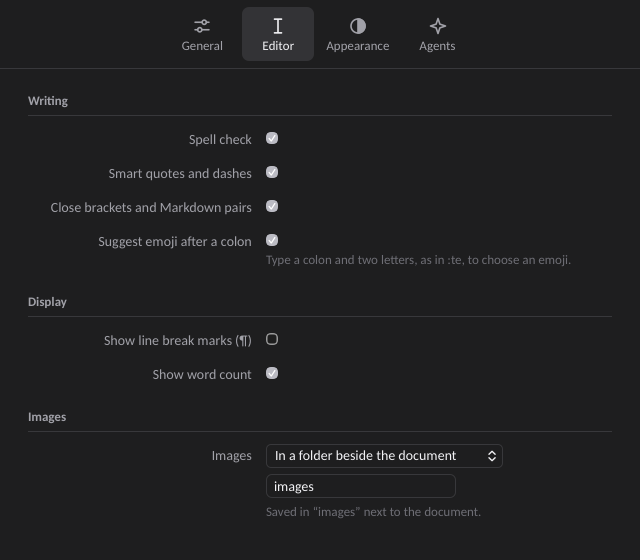 General
Editor
Appearance
Agents
Writing
Spell check
Smart quotes and dashes
Close brackets and Markdown pairs
Suggest emoji after a colon
Type a colon and two letters, as in :te, to choose an emoji.
Display
Show line break marks (¶)
Show word count
Images
Images In a folder beside the document
images
Saved in “images” next to the document.